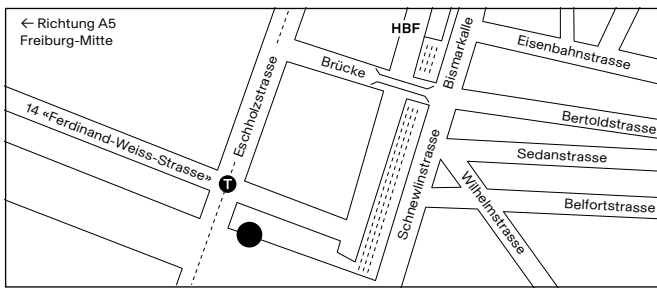 ← Richtung A5
Freiburg-Mitte
HBF
Brücke
Bismarkalle
Eisenbahnstrasse
Eschholzstrasse
14 «Ferdinand-Weiss-Strasse»
T
Bertoldstrasse
Sedanstrasse
Schnewlinstrasse
Wilhelmstrasse
Belfortstrasse